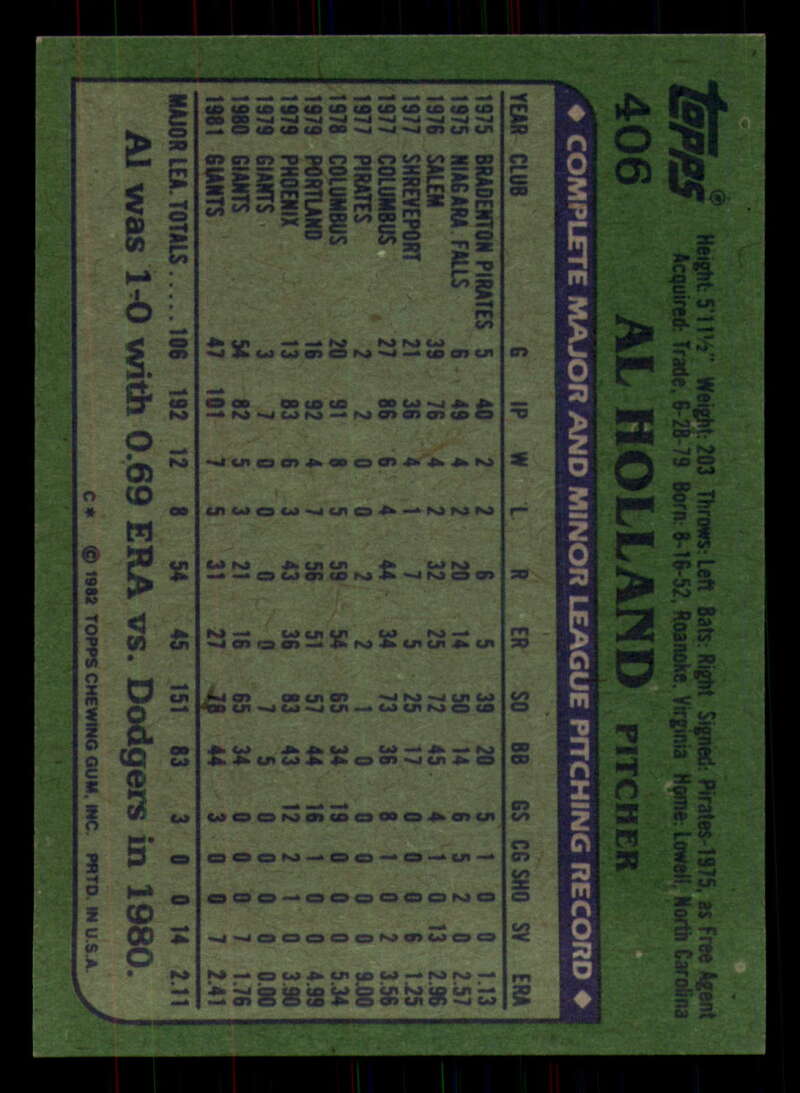 TOPPS®
Height: 5'11½" Weight: 203 Throws: Left Bats: Right Signed: Pirates-1975, as Free Agent
Acquired: Trade, 6-28-79 Born: 8-16-52, Roanoke, Virginia Home: Lowell, North Carolina
406 AL HOLLAND PITCHER
◆ COMPLETE MAJOR AND MINOR LEAGUE PITCHING RECORD ◆
YEAR CLUB G IP W L R ER SO BB GS CG SHO SV ERA
1975 BRADENTON PIRATES 5 40 2 2 6 5 39 20 5 1 0 0 1.13
1975 NIAGARA FALLS 6 49 4 2 20 14 50 14 6 5 2 0 2.57
1976 SALEM 39 76 4 2 32 25 72 45 4 1 0 13 2.96
1977 SHREVEPORT 21 36 4 1 7 5 25 17 0 0 0 6 1.25
1977 COLUMBUS 27 86 6 4 44 34 73 36 8 1 0 2 3.56
1977 PIRATES 2 2 0 0 2 2 1 0 0 0 0 0 9.00
1978 COLUMBUS 20 91 8 5 59 54 65 34 19 0 0 0 5.34
1979 PORTLAND 16 92 4 7 56 51 57 44 16 1 0 0 4.99
1979 PHOENIX 13 83 6 3 43 36 83 43 12 2 1 0 3.90
1979 GIANTS 3 7 0 0 0 0 7 5 0 0 0 0 0.00
1980 GIANTS 54 82 5 3 21 16 65 34 0 0 0 7 1.76
1981 GIANTS 47 101 7 5 31 27 78 44 3 0 0 7 2.41
MAJOR LEA. TOTALS ..... 106 192 12 8 54 45 151 83 3 0 0 14 2.11
Al was 1-0 with 0.69 ERA vs. Dodgers in 1980.
C* © 1982 TOPPS CHEWING GUM, INC. PRTD. IN U.S.A.